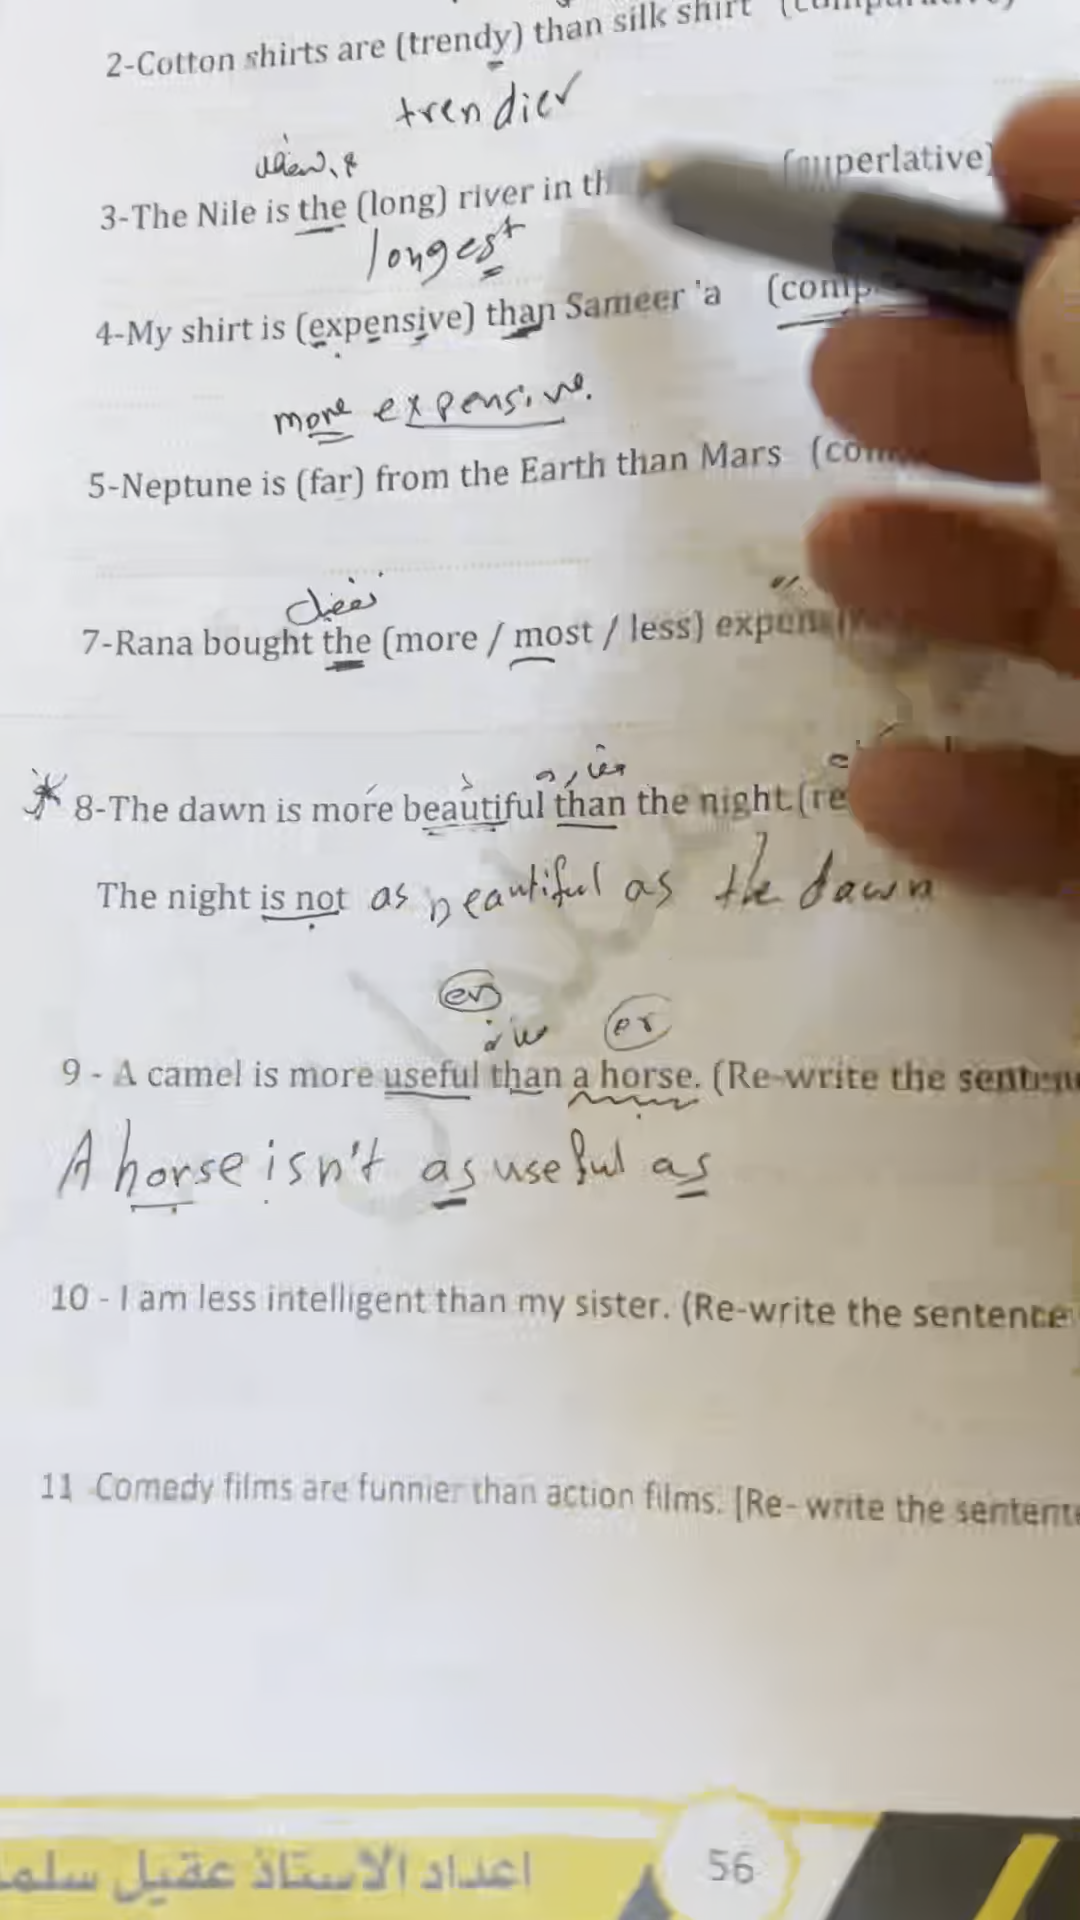 2-Cotton shirts are (trendy) than silk shirt
trendier
3-The Nile is the (long) river in th (superlative)
longest
4-My shirt is (expensive) than Sameer 'a (comp
more expensive.
5-Neptune is (far) from the Earth than Mars (com
تفضيل
7-Rana bought the (more / most / less) expensive
مقارنة
8-The dawn is more beautiful than the night.(re
The night is not as beautiful as the dawn
er
er
9 - A camel is more useful than a horse. (Re-write the senten
A horse isn't as useful as
10 - I am less intelligent than my sister. (Re-write the sentence
11 Comedy films are funnier than action films. [Re-write the sentent
اعداد الاستاذ عقيل سلم
56